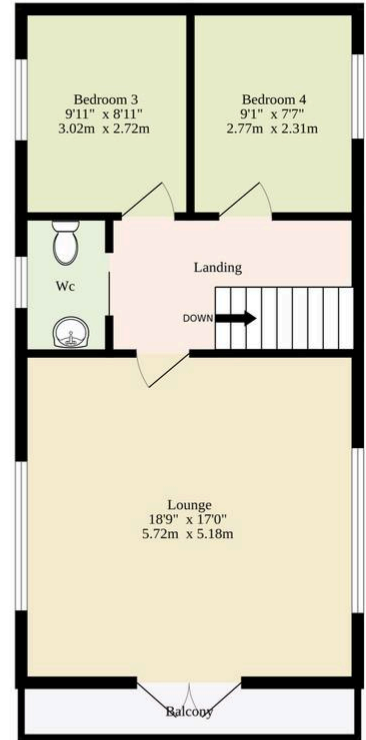 Bedroom 3
9'11" x 8'11"
3.02m x 2.72m
Bedroom 4
9'1" x 7'7"
2.77m x 2.31m
Landing
Wc
DOWN
Lounge
18'9" x 17'0"
5.72m x 5.18m
Balcony